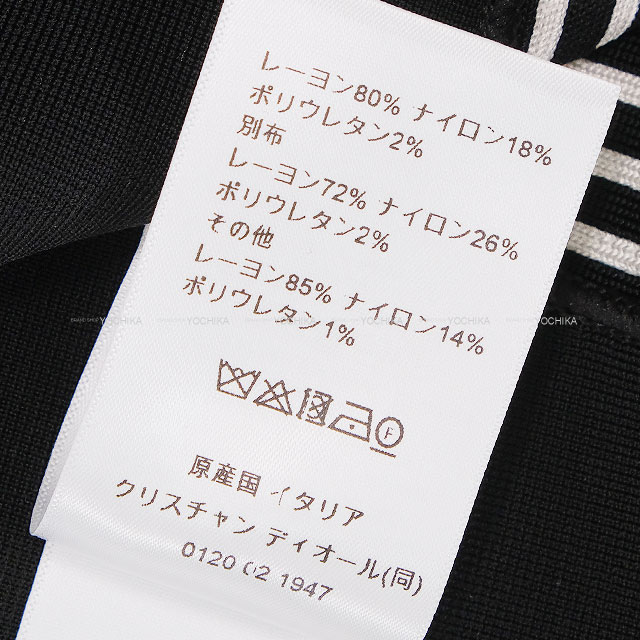 レーヨン80% ナイロン18%
ポリウレタン2%
別布
レーヨン72% ナイロン26%
ポリウレタン2%
その他
レーヨン85% ナイロン14%
ポリウレタン1%
YOCHIKA YOCHIKA YOCHIKA YOCHIKA
F
原産国 イタリア
クリスチャン ディオール(同)
0120 02 1947